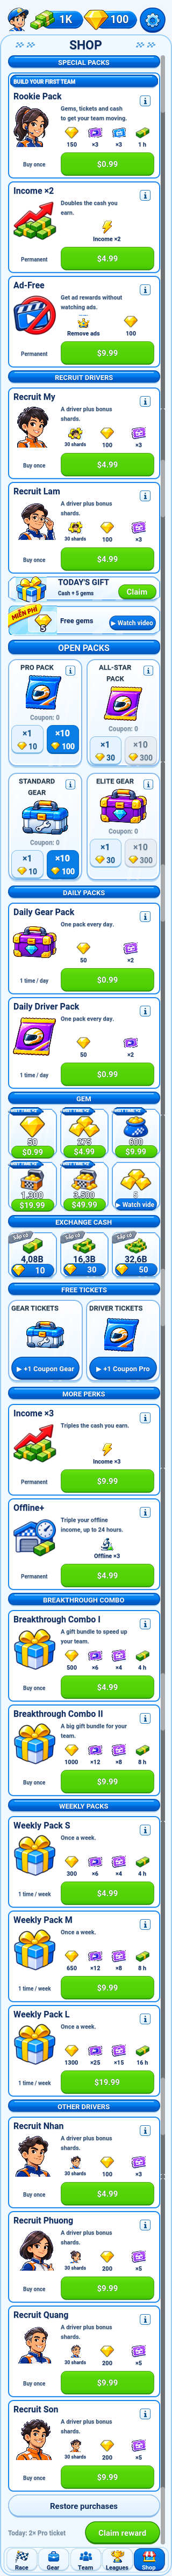 1K
100
SHOP
SPECIAL PACKS
BUILD YOUR FIRST TEAM
Rookie Pack
Gems, tickets and cash
to get your team moving.
150
×3
×3
1 h
Buy once
$0.99
Income ×2
Doubles the cash you
earn.
Income ×2
Permanent
$4.99
Ad-Free
Get ad rewards without
watching ads.
Remove ads
100
Permanent
$9.99
RECRUIT DRIVERS
Recruit My
A driver plus bonus
shards.
30 shards
100
×3
Buy once
$4.99
Recruit Lam
A driver plus bonus
shards.
30 shards
100
×3
Buy once
$4.99
TODAY'S GIFT
Cash + 5 gems
Claim
MIỄN PHÍ
5
Free gems
▶ Watch video
OPEN PACKS
PRO PACK
Coupon: 0
×1
10
×10
100
ALL-STAR
PACK
Coupon: 0
×1
30
×10
300
STANDARD
GEAR
Coupon: 0
×1
10
×10
100
ELITE GEAR
Coupon: 0
×1
30
×10
300
DAILY PACKS
Daily Gear Pack
One pack every day.
50
×2
1 time / day
$0.99
Daily Driver Pack
One pack every day.
50
×2
1 time / day
$0.99
GEM
50
$0.99
275
$4.99
600
$9.99
1,300
$19.99
3,500
$49.99
5
▶ Watch vide
EXCHANGE CASH
4,08B
10
16,3B
30
32,6B
50
FREE TICKETS
GEAR TICKETS
▶ +1 Coupon Gear
DRIVER TICKETS
▶ +1 Coupon Pro
MORE PERKS
Income ×3
Triples the cash you earn.
Income ×3
Permanent
$9.99
Offline+
Triple your offline
income, up to 24 hours.
Offline ×3
Permanent
$4.99
BREAKTHROUGH COMBO
Breakthrough Combo I
A gift bundle to speed up
your team.
500
×6
×4
4 h
Buy once
$4.99
Breakthrough Combo II
A big gift bundle for your
team.
1000
×12
×8
8 h
Buy once
$9.99
WEEKLY PACKS
Weekly Pack S
Once a week.
300
×6
×4
4 h
1 time / week
$4.99
Weekly Pack M
Once a week.
650
×12
×8
8 h
1 time / week
$9.99
Weekly Pack L
Once a week.
1300
×25
×15
16 h
1 time / week
$19.99
OTHER DRIVERS
Recruit Nhan
A driver plus bonus
shards.
30 shards
100
×3
Buy once
$4.99
Recruit Phuong
A driver plus bonus
shards.
30 shards
200
×5
Buy once
$9.99
Recruit Quang
A driver plus bonus
shards.
30 shards
200
×5
Buy once
$9.99
Recruit Son
A driver plus bonus
shards.
30 shards
200
×5
Buy once
$9.99
Restore purchases
Today: 2× Pro ticket
Claim reward
Race
Gear
Team
Leagues
Shop